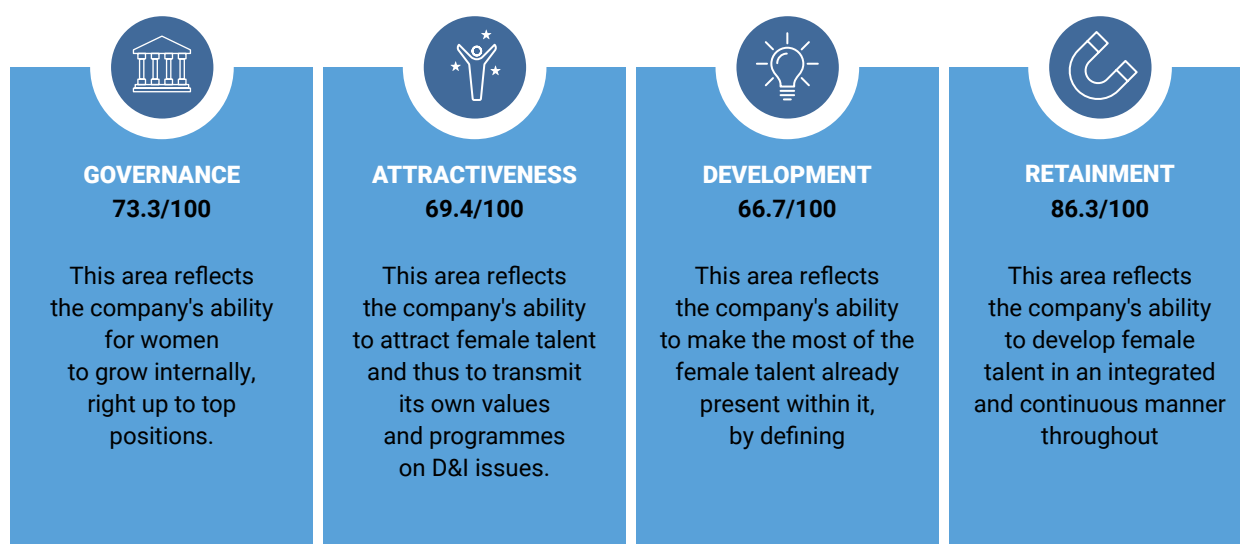 GOVERNANCE
73.3/100
This area reflects
the company's ability
for women
to grow internally,
right up to top
positions.
ATTRACTIVENESS
69.4/100
This area reflects
the company's ability
to attract female talent
and thus to transmit
its own values
and programmes
on D&I issues.
DEVELOPMENT
66.7/100
This area reflects
the company's ability
to make the most of the
female talent already
present within it,
by defining
RETAINMENT
86.3/100
This area reflects
the company's ability
to develop female
talent in an integrated
and continuous manner
throughout